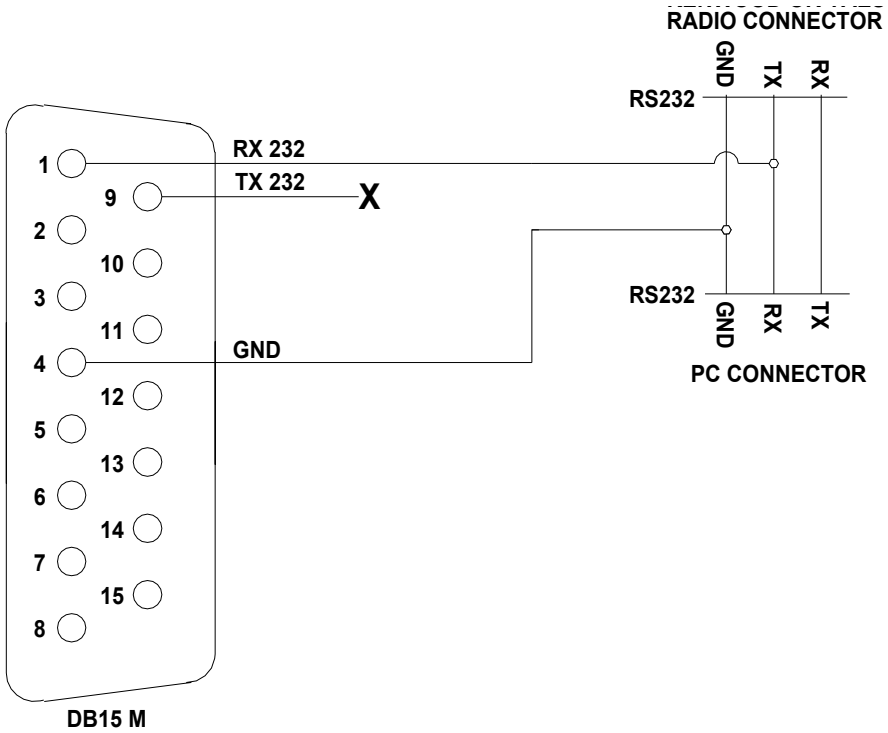 RADIO CONNECTOR
GND TX RX
RS232
1 RX 232
9 TX 232 X
2
10
3
RS232
11
GND RX TX
4 GND
PC CONNECTOR
12
5
13
6
14
7
15
8
DB15 M